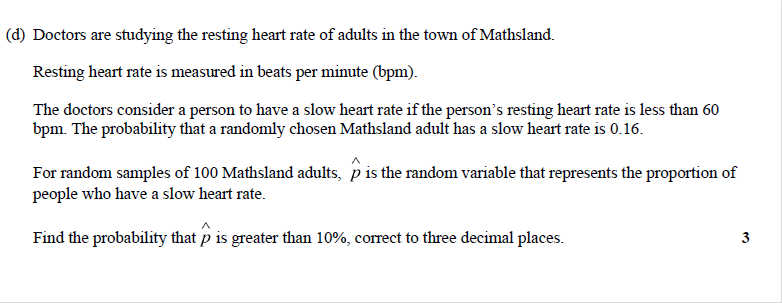 (d) Doctors are studying the resting heart rate of adults in the town of Mathsland.
Resting heart rate is measured in beats per minute (bpm).
The doctors consider a person to have a slow heart rate if the person’s resting heart rate is less than 60
bpm. The probability that a randomly chosen Mathsland adult has a slow heart rate is 0.16.
For random samples of 100 Mathsland adults, p̂ is the random variable that represents the proportion of
people who have a slow heart rate.
Find the probability that p̂ is greater than 10%, correct to three decimal places. 3